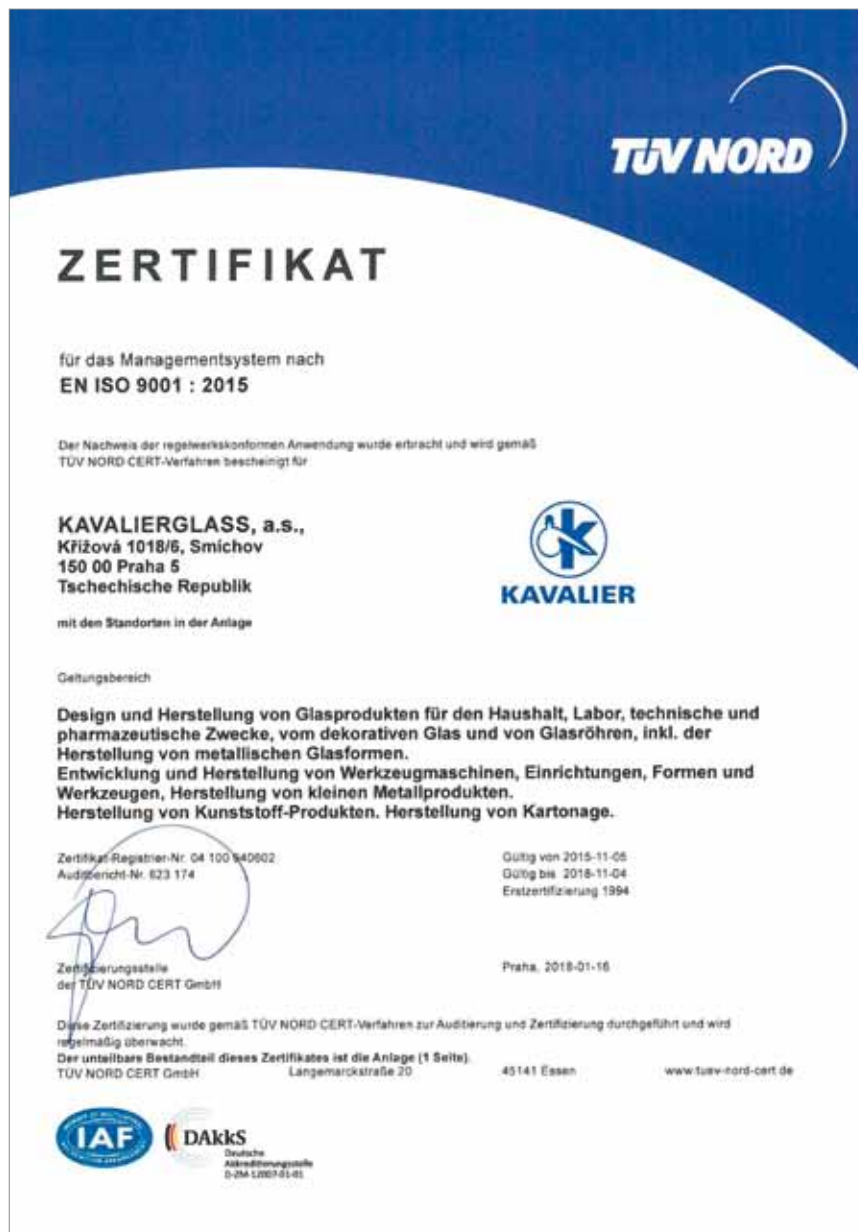 TÜV NORD
ZERTIFIKAT
für das Managementsystem nach
EN ISO 9001 : 2015
Der Nachweis der regelwerkskonformen Anwendung wurde erbracht und wird gemäß
TÜV NORD CERT-Verfahren bescheinigt für
KAVALIERGLASS, a.s.,
Křížová 1018/6, Smíchov
150 00 Praha 5
Tschechische Republik
KAVALIER
mit den Standorten in der Anlage
Geltungsbereich
Design und Herstellung von Glasprodukten für den Haushalt, Labor, technische und
pharmazeutische Zwecke, vom dekorativen Glas und von Glasröhren, inkl. der
Herstellung von metallischen Glasformen.
Entwicklung und Herstellung von Werkzeugmaschinen, Einrichtungen, Formen und
Werkzeugen, Herstellung von kleinen Metallprodukten.
Herstellung von Kunststoff-Produkten. Herstellung von Kartonage.
Zertifikat-Registrier-Nr. 04 100 940602
Auditbericht-Nr. 623 174
Gültig von 2015-11-05
Gültig bis 2018-11-04
Erstzertifizierung 1994
Zertifizierungsstelle
der TÜV NORD CERT GmbH
Praha, 2018-01-16
Diese Zertifizierung wurde gemäß TÜV NORD CERT-Verfahren zur Auditierung und Zertifizierung durchgeführt und wird
regelmäßig überwacht.
Der unteilbare Bestandteil dieses Zertifikates ist die Anlage (1 Seite).
TÜV NORD CERT GmbH Langemarckstraße 20 45141 Essen www.tuev-nord-cert.de
IAF
DAkkS
Deutsche
Akkreditierungsstelle
D-ZM-12007-01-01